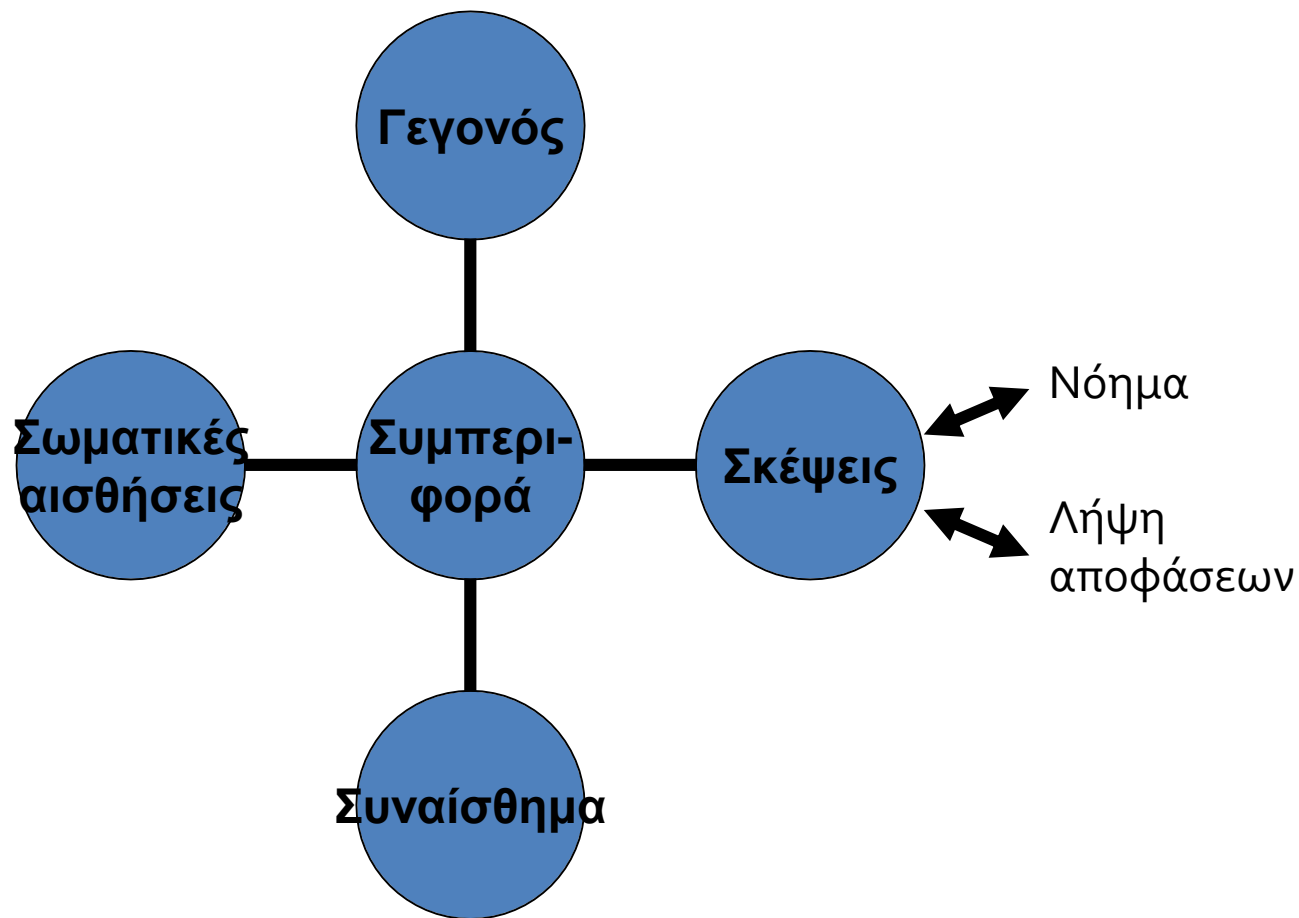 Γεγονός
Σωματικές
αισθήσεις
Συμπερι-
φορά
Σκέψεις
Νόημα
Λήψη
αποφάσεων
Συναίσθημα